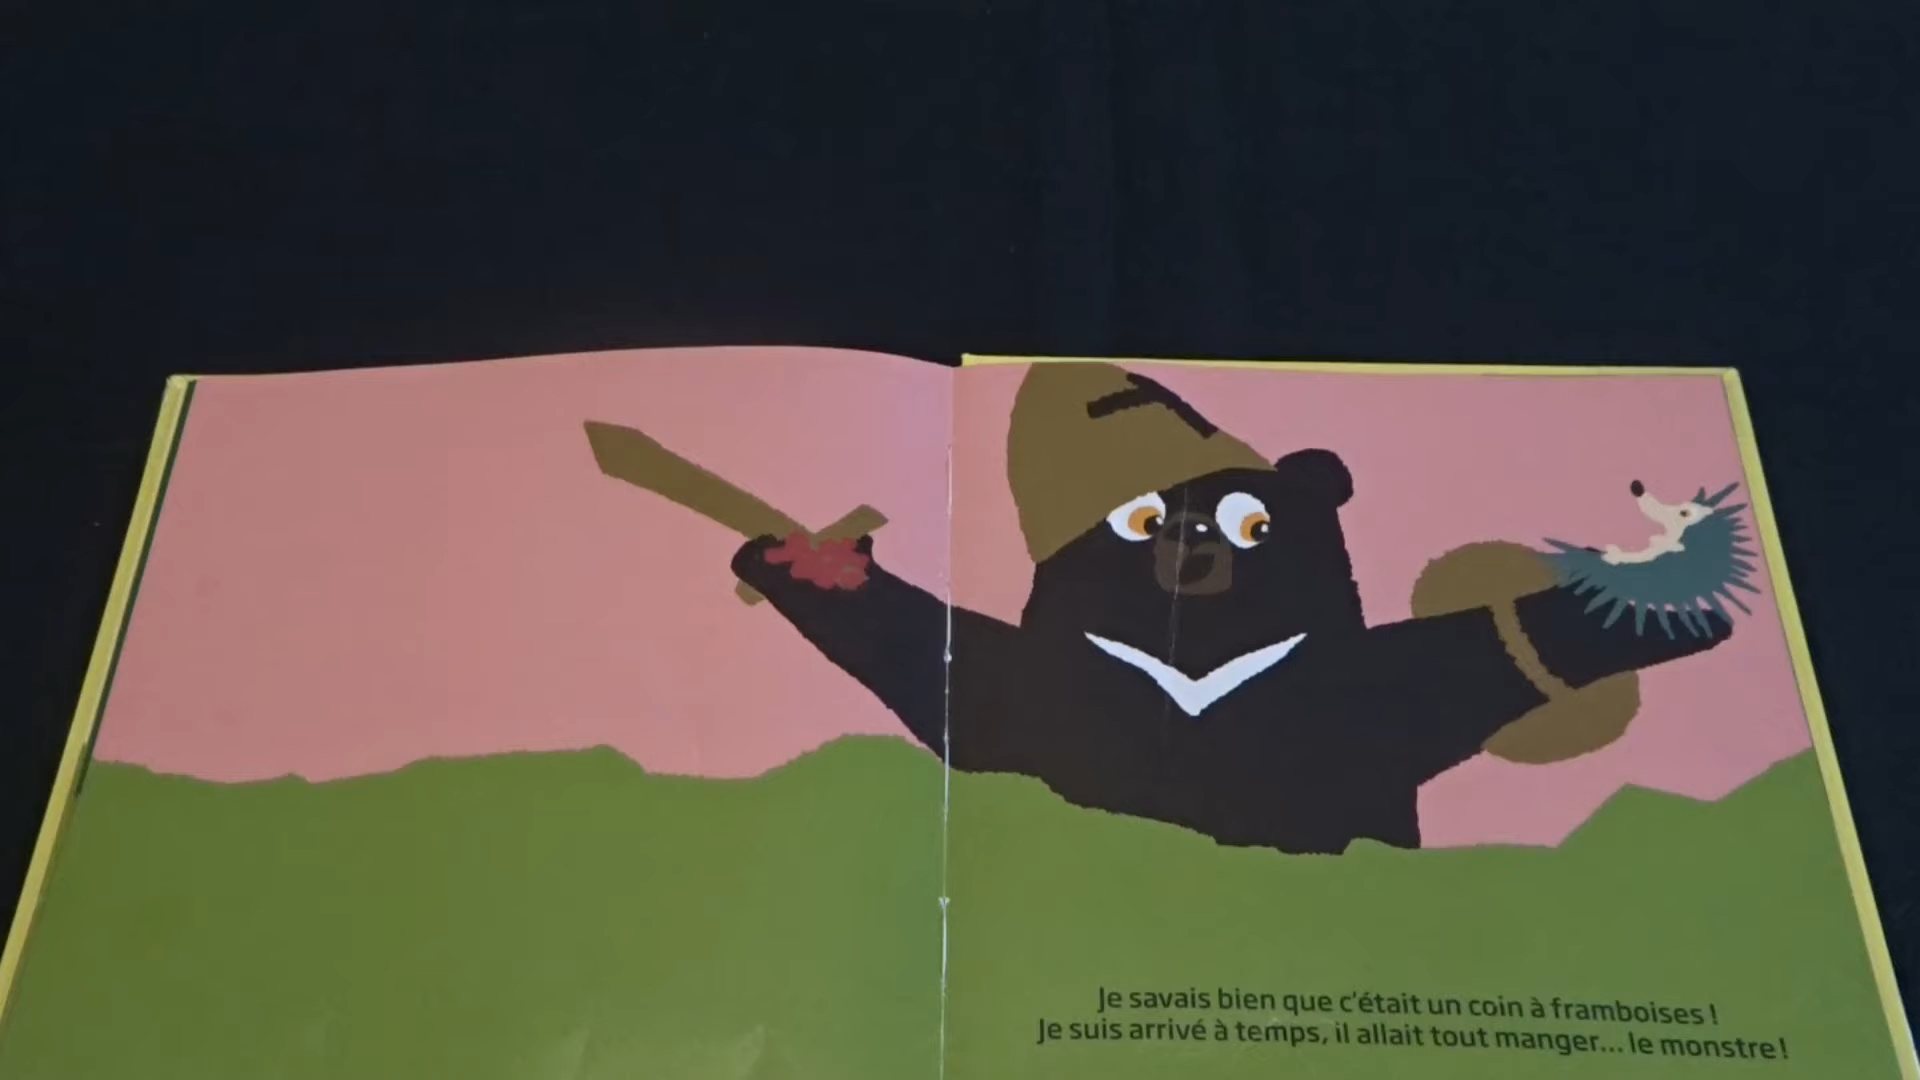 Je savais bien que c'était un coin à framboises !
Je suis arrivé à temps, il allait tout manger... le monstre !